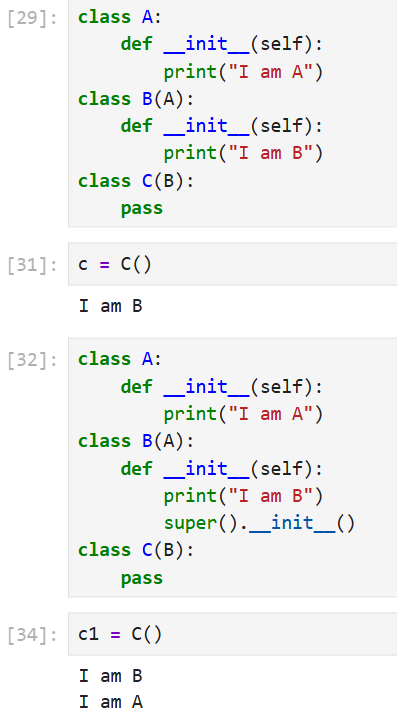 [29]: class A:
    def __init__(self):
        print("I am A")
class B(A):
    def __init__(self):
        print("I am B")
class C(B):
    pass
[31]: c = C()
I am B
[32]: class A:
    def __init__(self):
        print("I am A")
class B(A):
    def __init__(self):
        print("I am B")
        super().__init__()
class C(B):
    pass
[34]: c1 = C()
I am B
I am A